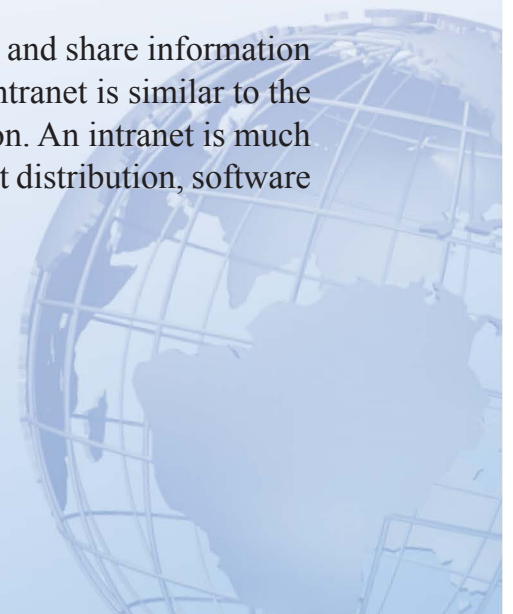 and share information
ntranet is similar to the
on. An intranet is much
t distribution, software